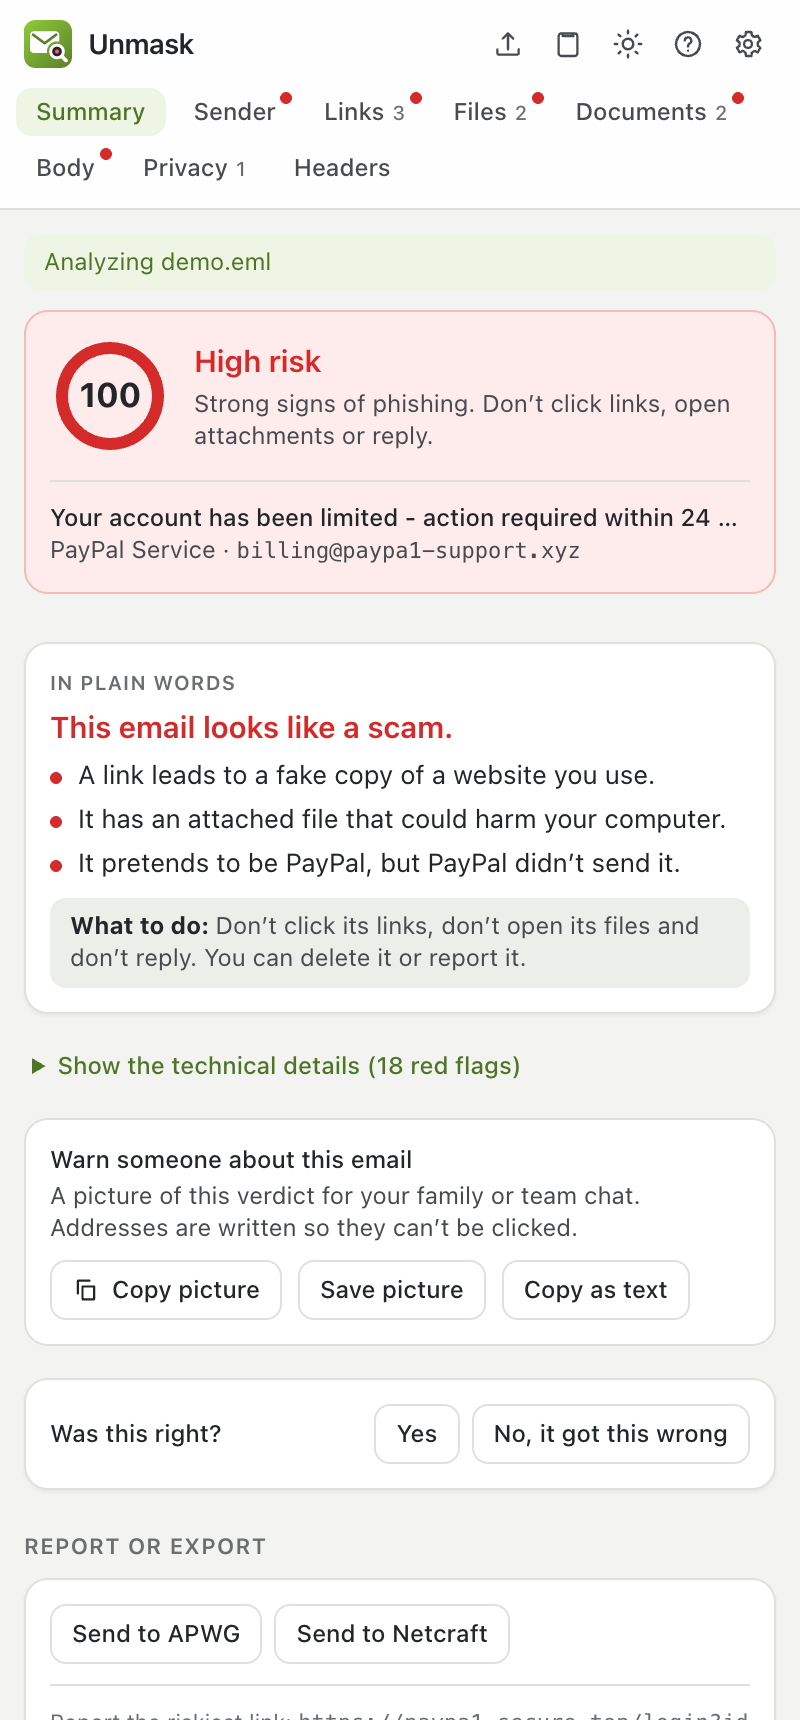 Unmask
Summary
Sender
Links 3
Files 2
Documents 2
Body
Privacy 1
Headers
Analyzing demo.eml
100
High risk
Strong signs of phishing. Don’t click links, open
attachments or reply.
Your account has been limited - action required within 24 ...
PayPal Service · billing@paypa1-support.xyz
IN PLAIN WORDS
This email looks like a scam.
A link leads to a fake copy of a website you use.
It has an attached file that could harm your computer.
It pretends to be PayPal, but PayPal didn’t send it.
What to do: Don’t click its links, don’t open its files and
don’t reply. You can delete it or report it.
Show the technical details (18 red flags)
Warn someone about this email
A picture of this verdict for your family or team chat.
Addresses are written so they can’t be clicked.
Copy picture
Save picture
Copy as text
Was this right?
Yes
No, it got this wrong
REPORT OR EXPORT
Send to APWG
Send to Netcraft
Report the riskiest link: